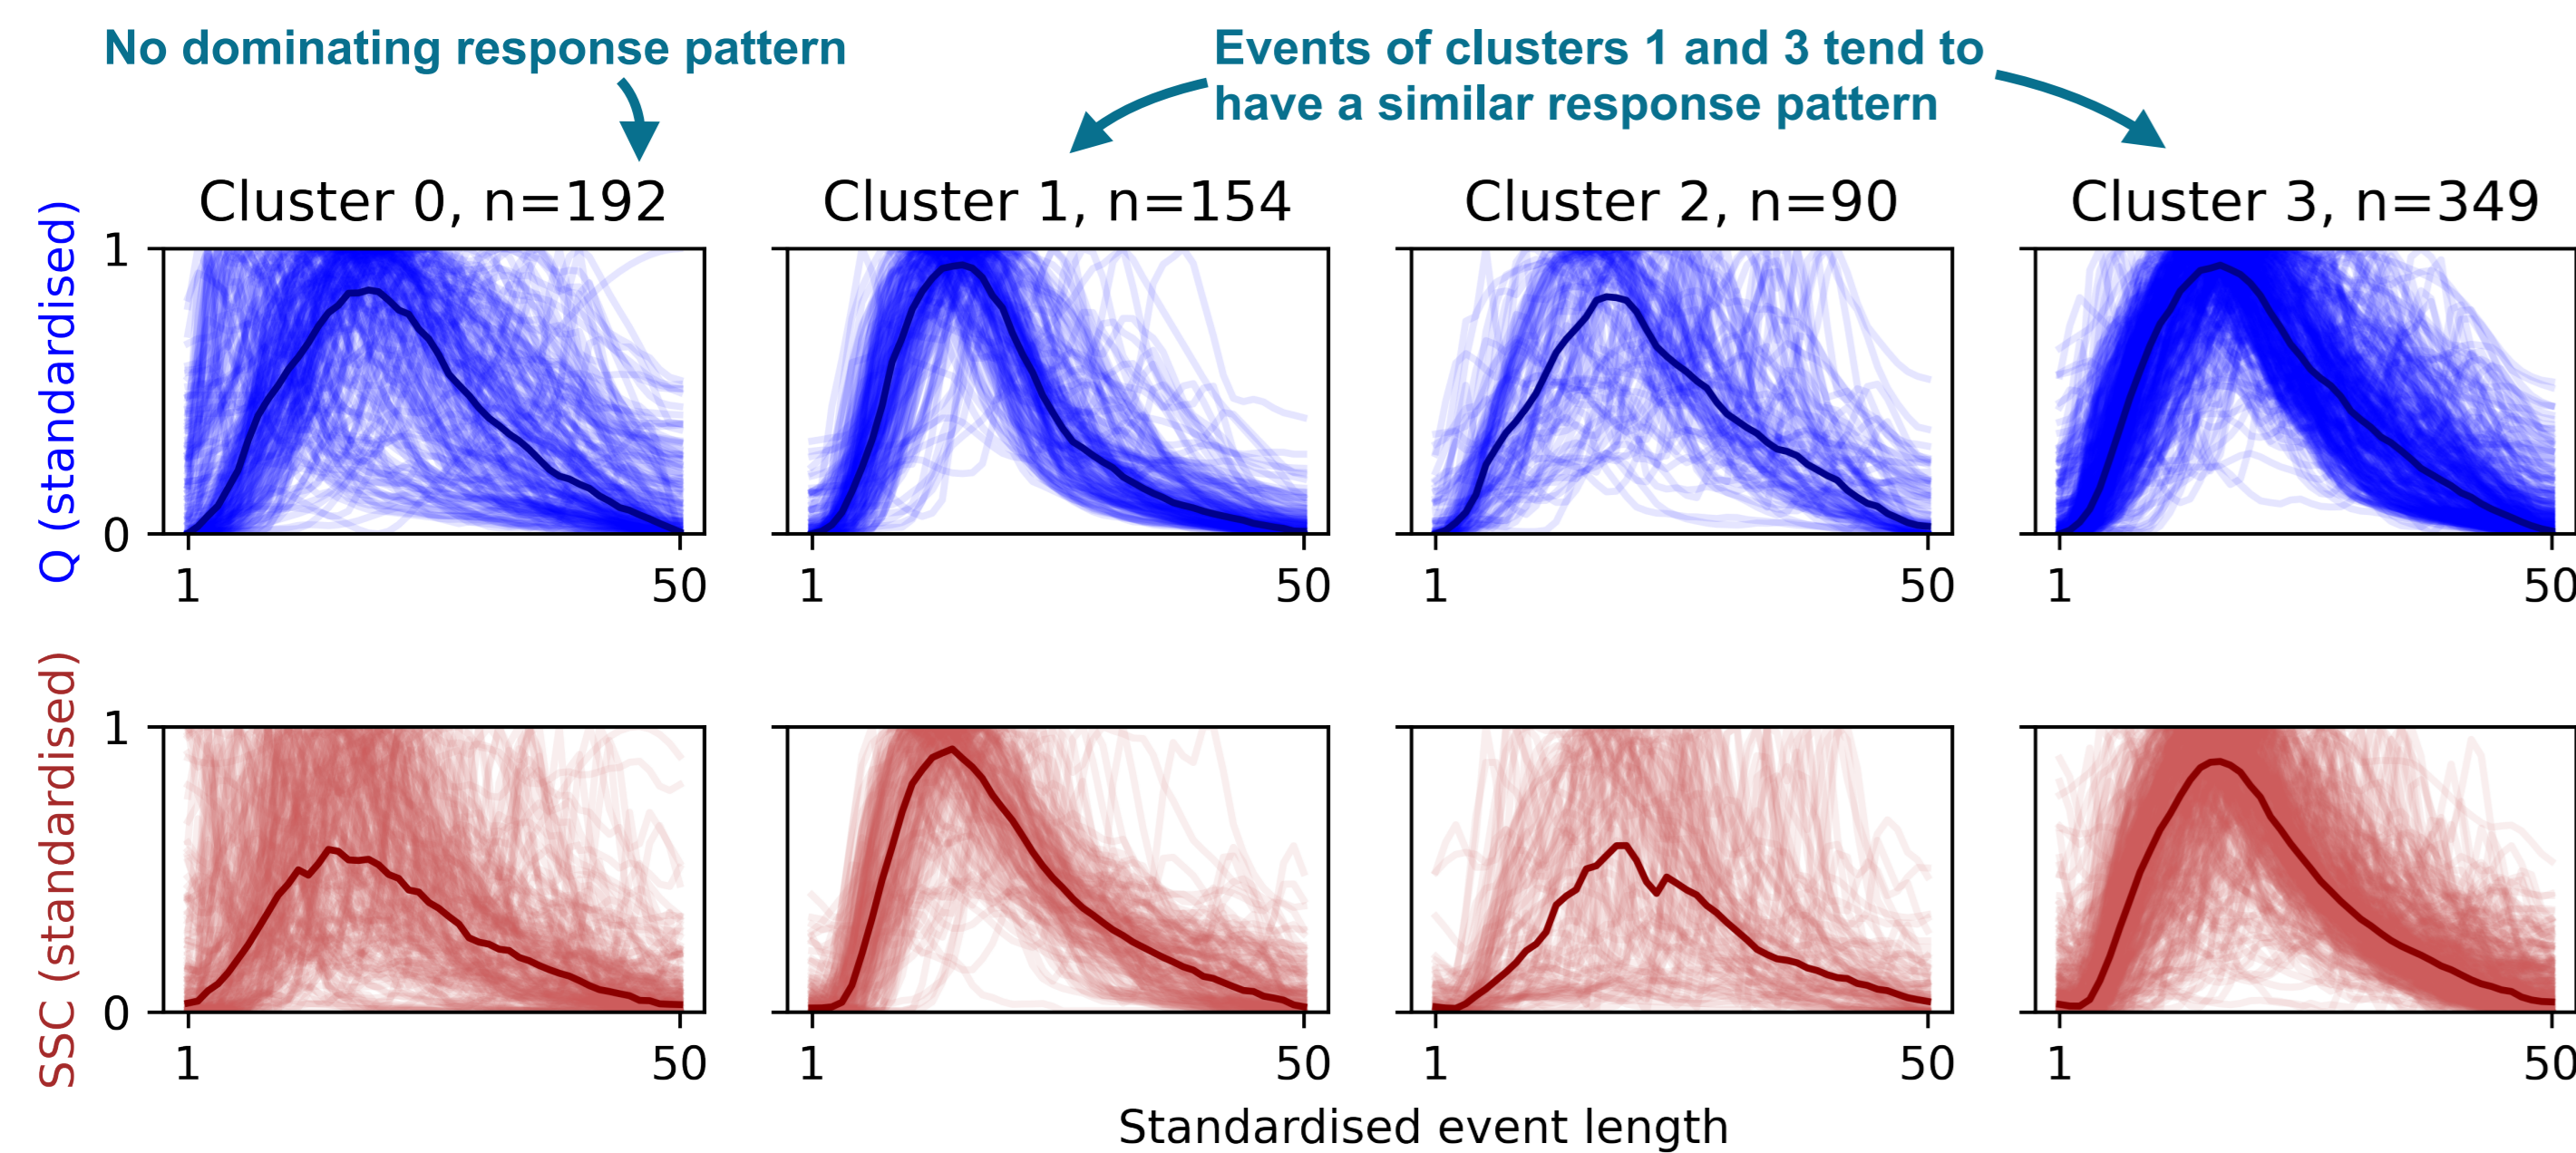 No dominating response pattern
Events of clusters 1 and 3 tend to
have a similar response pattern
Cluster 0, n=192
Cluster 1, n=154
Cluster 2, n=90
Cluster 3, n=349
Q (standardised)
1
0
1 50
1 50
1 50
1 50
SSC (standardised)
1
0
1 50
1 50
1 50
1 50
Standardised event length